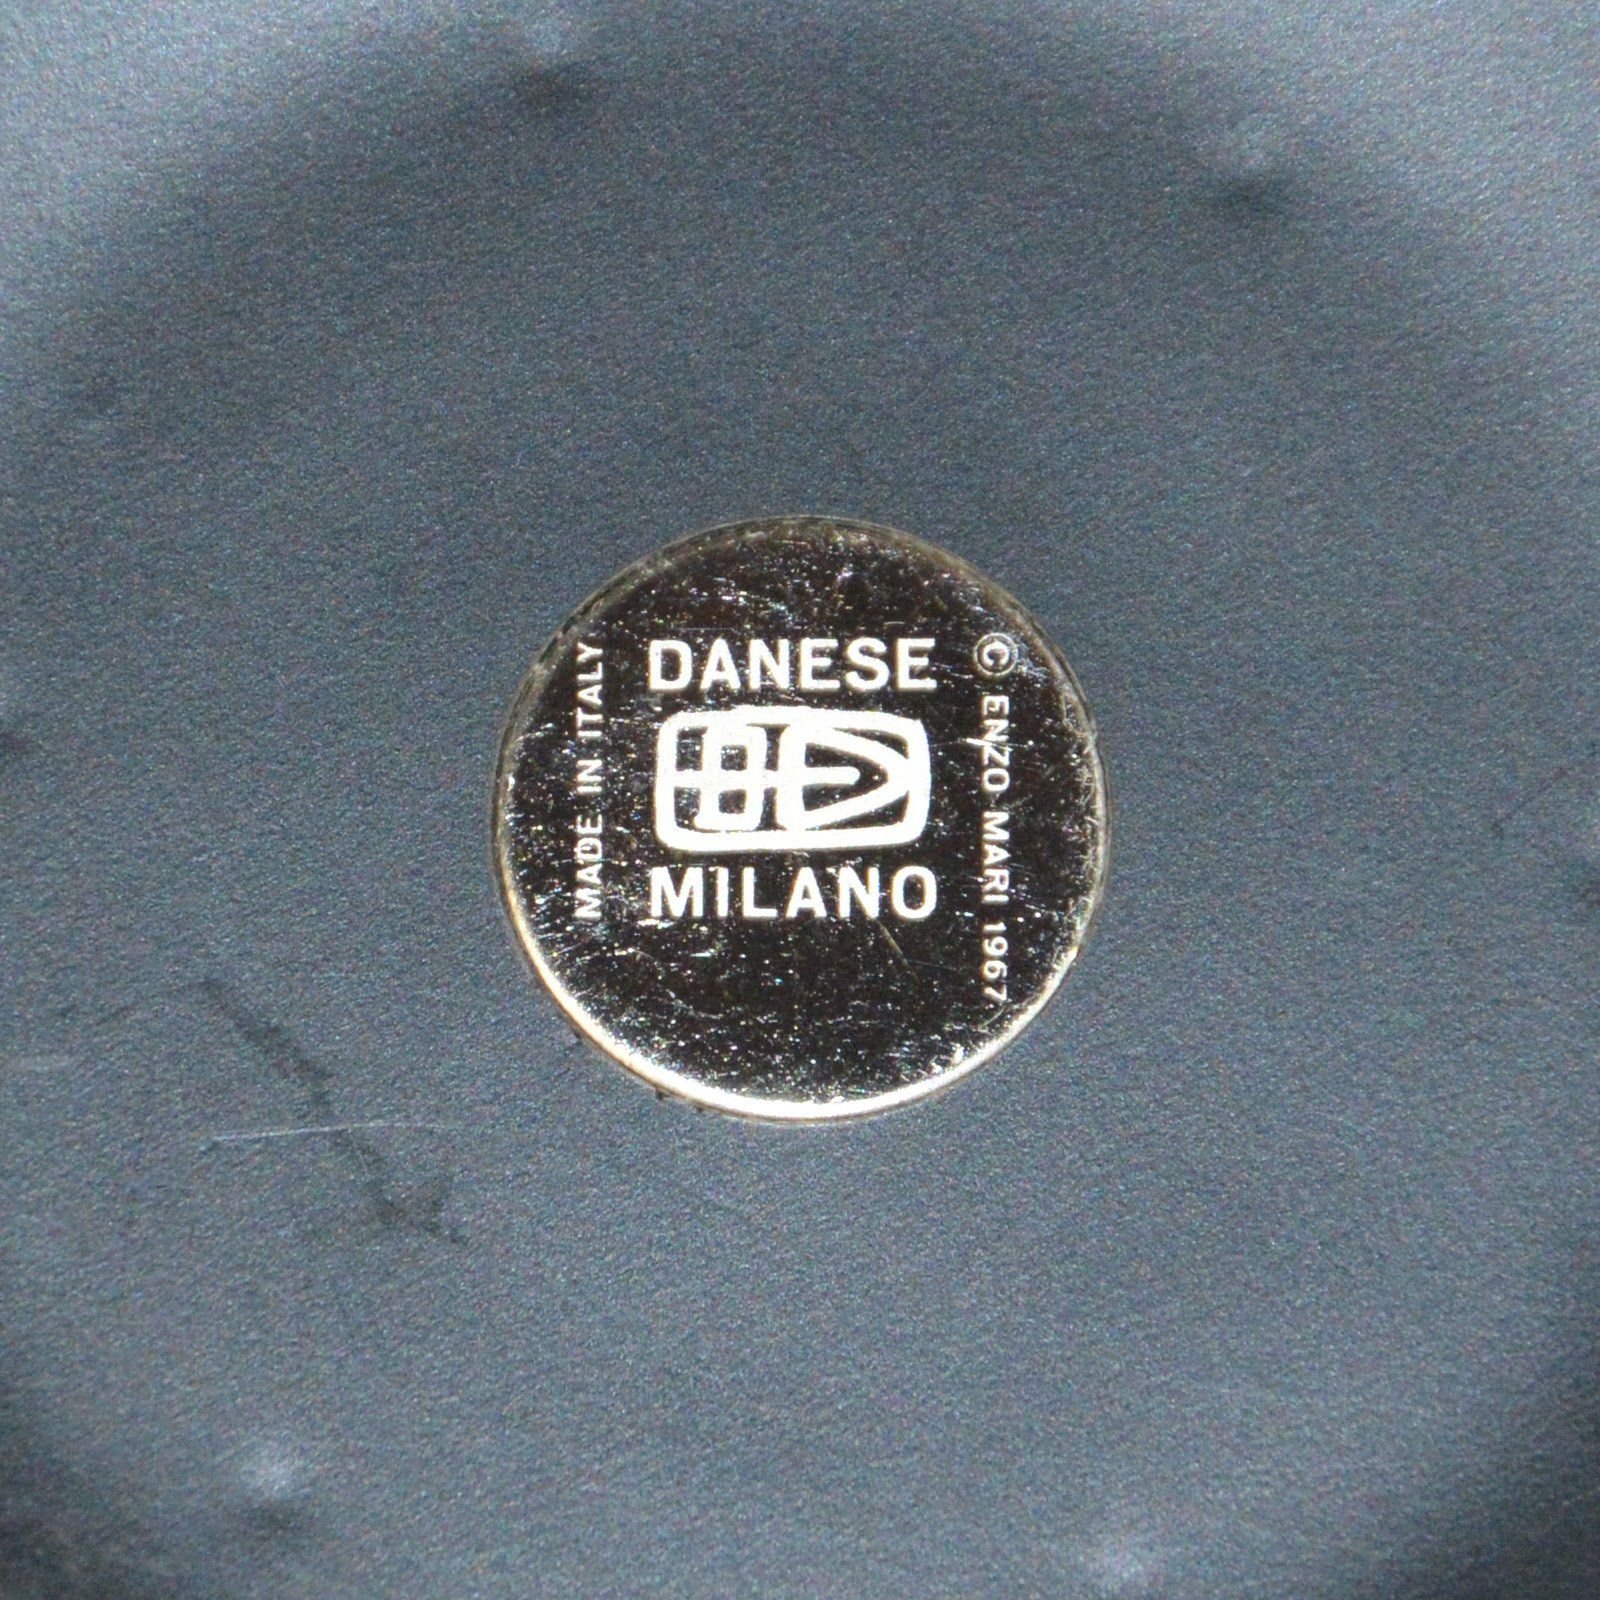 DANESE
MILANO
MADE IN ITALY
© ENZO MARI 1967